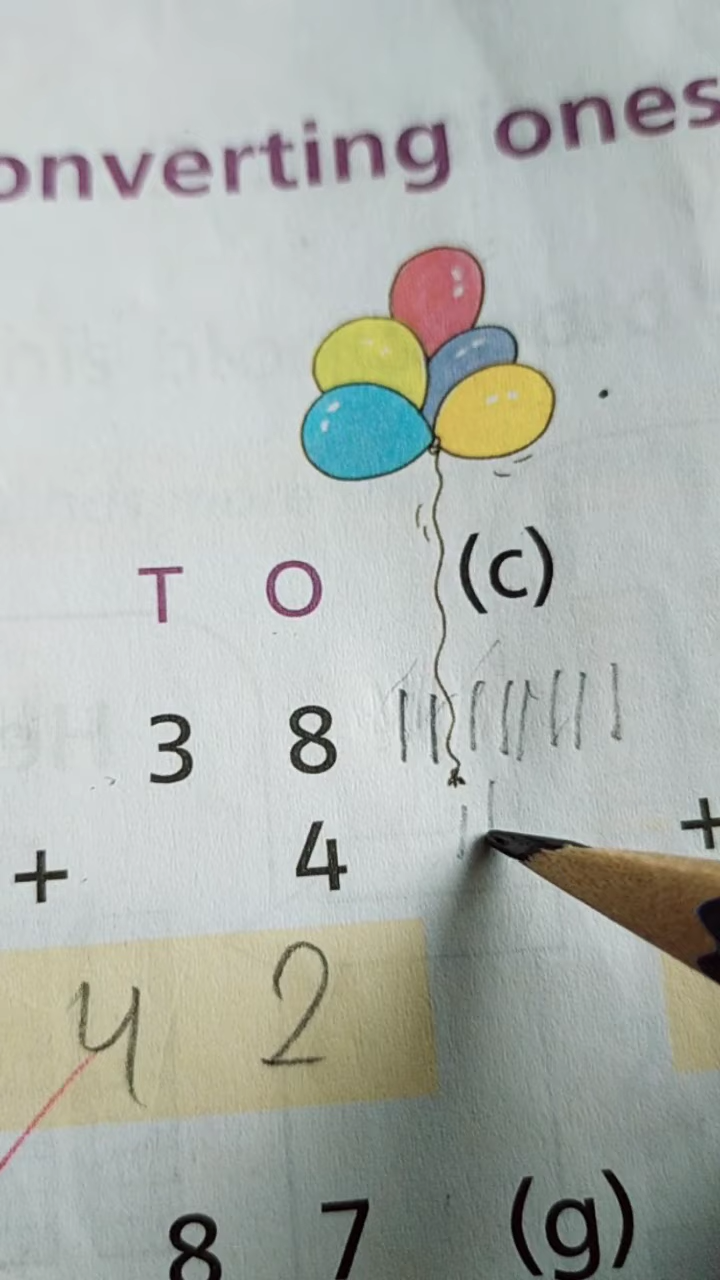 onverting ones
T O (c)
3 8
+ 4 +
4 2
8 7 (g)